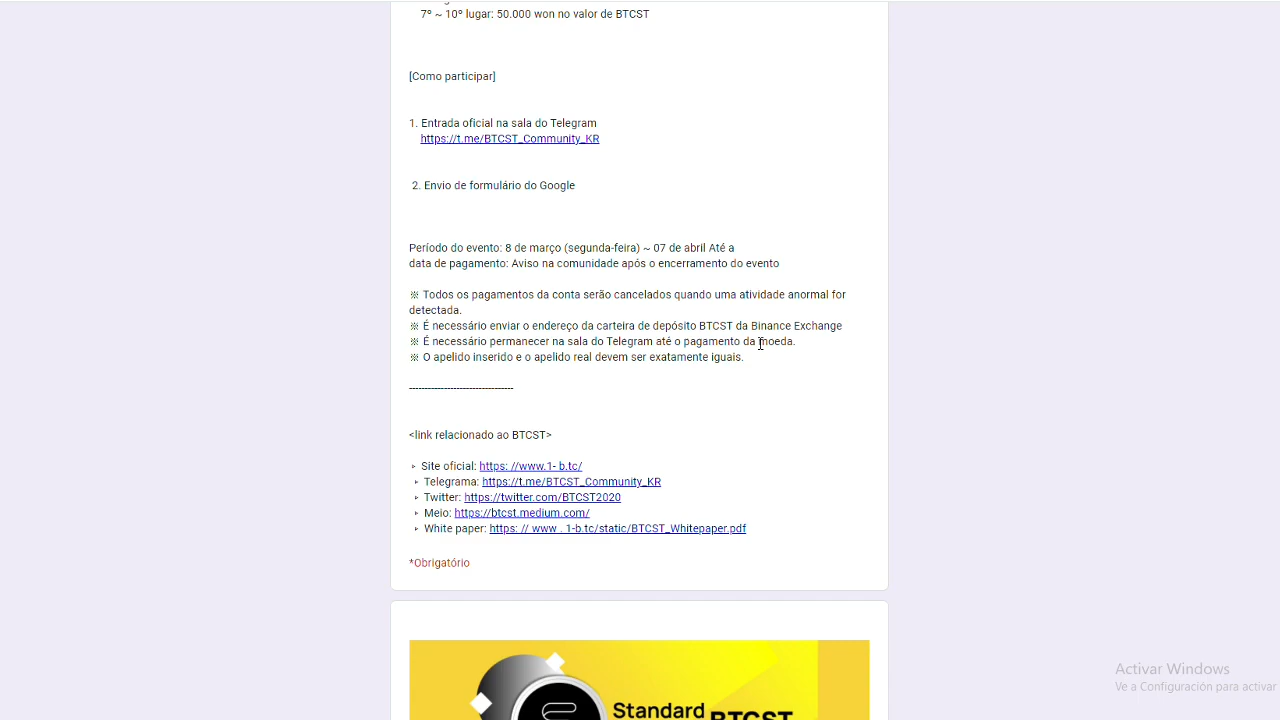 7º ~ 10º lugar: 50.000 won no valor de BTCST
[Como participar]
1. Entrada oficial na sala do Telegram
https://t.me/BTCST_Community_KR
2. Envio de formulário do Google
Período do evento: 8 de março (segunda-feira) ~ 07 de abril Até a
data de pagamento: Aviso na comunidade após o encerramento do evento
※ Todos os pagamentos da conta serão cancelados quando uma atividade anormal for
detectada.
※ É necessário enviar o endereço da carteira de depósito BTCST da Binance Exchange
※ É necessário permanecer na sala do Telegram até o pagamento da moeda.
※ O apelido inserido e o apelido real devem ser exatamente iguais.
---------------------------------
<link relacionado ao BTCST>
▹ Site oficial: https: //www.1- b.tc/
▹ Telegrama: https://t.me/BTCST_Community_KR
▹ Twitter: https://twitter.com/BTCST2020
▹ Meio: https://btcst.medium.com/
▹ White paper: https: // www . 1-b.tc/static/BTCST_Whitepaper.pdf
*Obrigatório
Standard
BTCST
Activar Windows
Ve a Configuración para activar